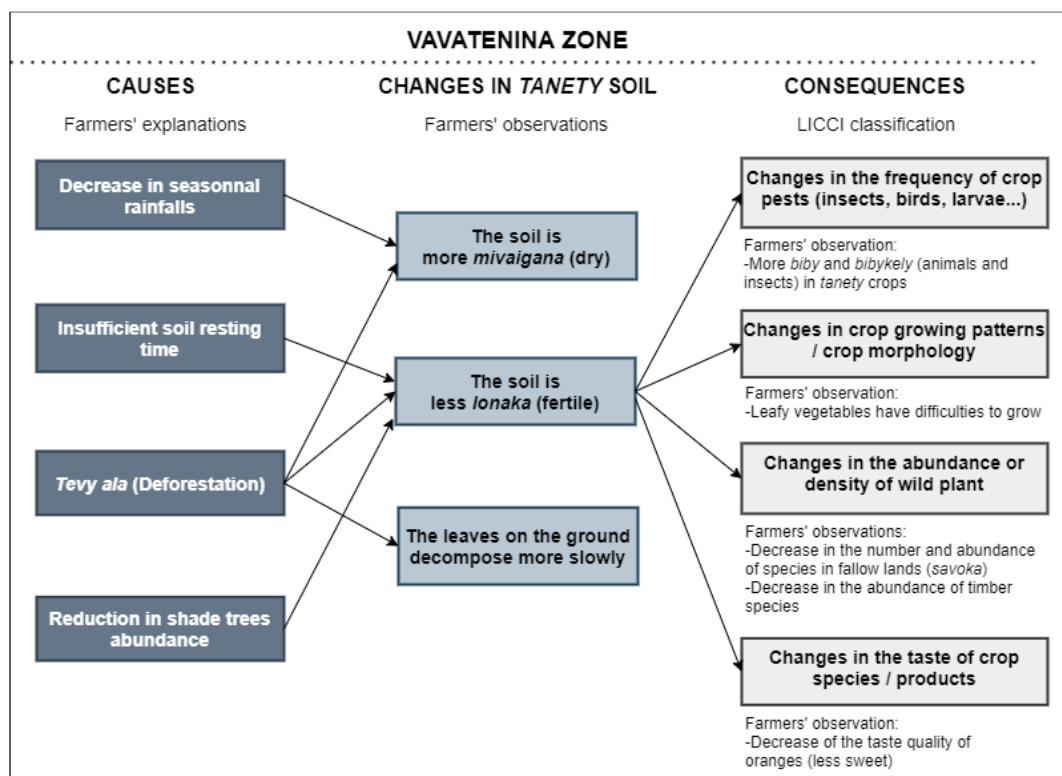 VAVATENINA ZONE
CAUSES
Farmers' explanations
Decrease in seasonnal
rainfalls
Insufficient soil resting
time
Tevy ala (Deforestation)
Reduction in shade trees
abundance
CHANGES IN TANETY SOIL
Farmers' observations
The soil is
more mivaigana (dry)
The soil is
less lonaka (fertile)
The leaves on the ground
decompose more slowly
CONSEQUENCES
LICCI classification
Changes in the frequency of crop
pests (insects, birds, larvae...)
Farmers' observation:
-More biby and bibykely (animals and
insects) in tanety crops
Changes in crop growing patterns
/ crop morphology
Farmers' observation:
-Leafy vegetables have difficulties to grow
Changes in the abundance or
density of wild plant
Farmers' observations:
-Decrease in the number and abundance
of species in fallow lands (savoka)
-Decrease in the abundance of timber
species
Changes in the taste of crop
species / products
Farmers' observation:
-Decrease of the taste quality of
oranges (less sweet)